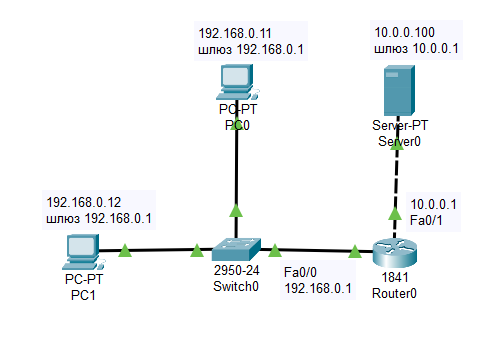 192.168.0.11
шлюз 192.168.0.1
PC-PT
PC0
10.0.0.100
шлюз 10.0.0.1
Server-PT
Server0
192.168.0.12
шлюз 192.168.0.1
PC-PT
PC1
2950-24
Switch0
Fa0/0
192.168.0.1
10.0.0.1
Fa0/1
1841
Router0